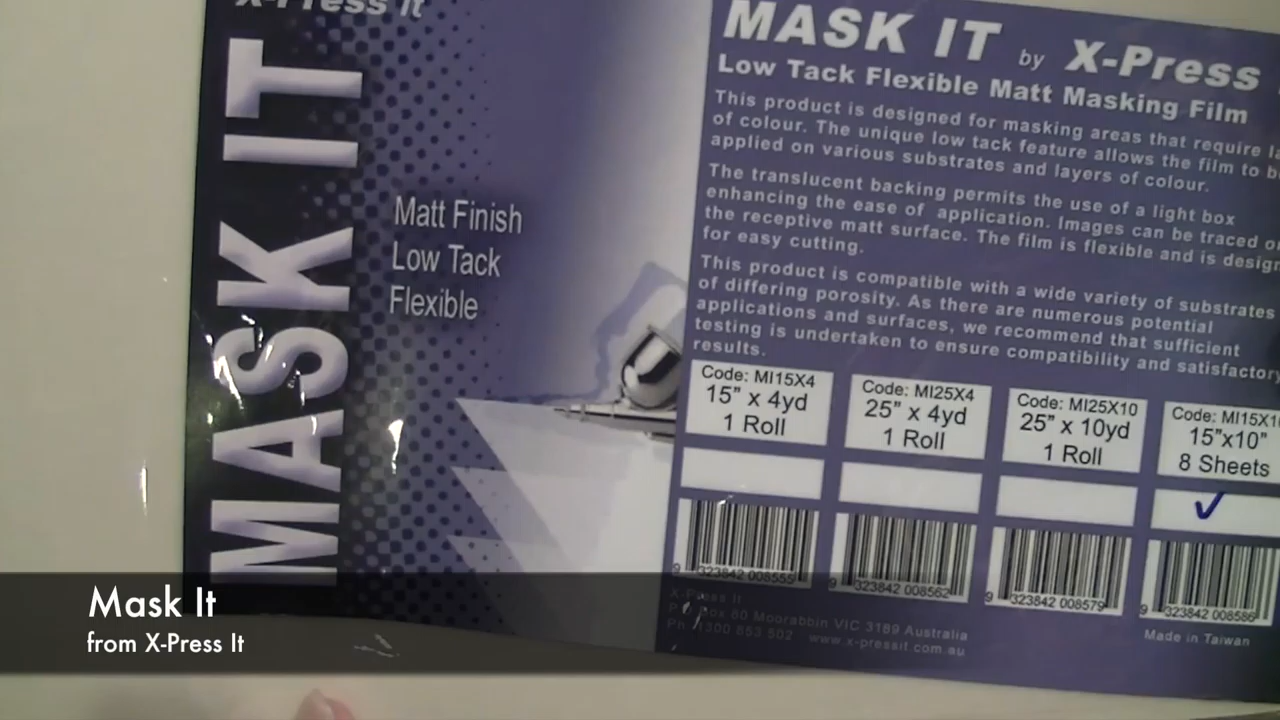 X-Press It
MASK IT
Matt Finish
Low Tack
Flexible
MASK IT by X-Press
Low Tack Flexible Matt Masking Film
This product is designed for masking areas that require
of colour. The unique low tack feature allows the film to
applied on various substrates and layers of colour.
The translucent backing permits the use of a light box
enhancing the ease of application. Images can be traced
the receptive matt surface. The film is flexible and is
for easy cutting.
This product is compatible with a wide variety of substrates
of differing porosity. As there are numerous potential
applications and surfaces, we recommend that sufficient
testing is undertaken to ensure compatibility and satisfactory
results.
Code: MI15X4
15" x 4yd
1 Roll
Code: MI25X4
25" x 4yd
1 Roll
Code: MI25X10
25" x 10yd
1 Roll
Code: MI15X10
15"x10"
8 Sheets
9 323842 008555
9 323842 008562
9 323842 008579
9 323842 008586
X-Press It
Box 60 Moorabbin VIC 3189 Australia
Ph 1300 853 502 www.x-pressit.com.au
Made in Taiwan
Mask It
from X-Press It